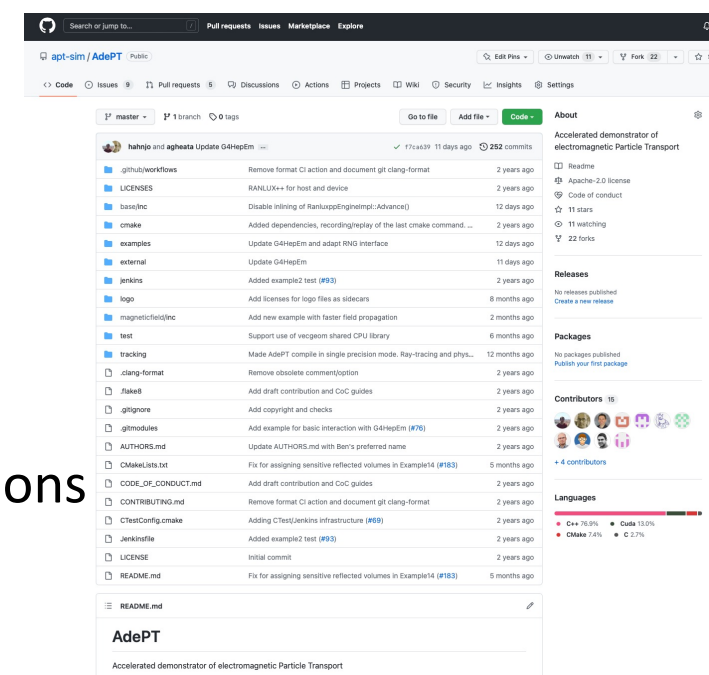 Search or jump to... / Pull requests Issues Marketplace Explore
apt-sim / AdePT Public Edit Pins Unwatch 11 Fork 22
Code Issues 9 Pull requests 5 Discussions Actions Projects Wiki Security Insights Settings
master 1 branch 0 tags Go to file Add file Code
hahnjo and agheata Update G4HepEm ... f7ca639 11 days ago 252 commits
.github/workflows Remove format CI action and document git clang-format 2 years ago
LICENSES RANLUX++ for host and device 2 years ago
base/inc Disable inlining of RanluxppEngineImpl::Advance() 12 days ago
cmake Added dependencies, recording/replay of the last cmake command. ... 2 years ago
examples Update G4HepEm and adapt RNG interface 12 days ago
external Update G4HepEm 11 days ago
jenkins Added example2 test (#93) 2 years ago
logo Add licenses for logo files as sidecars 8 months ago
magneticfield/inc Add new example with faster field propagation 2 months ago
test Support use of vecgeom shared CPU library 6 months ago
tracking Made AdePT compile in single precision mode. Ray-tracing and phys... 12 months ago
.clang-format Remove obsolete comment/option 2 years ago
.flake8 Add draft contribution and CoC guides 2 years ago
.gitignore Add copyright and checks 2 years ago
.gitmodules Add example for basic interaction with G4HepEm (#76) 2 years ago
AUTHORS.md Update AUTHORS.md with Ben's preferred name 2 years ago
CMakeLists.txt Fix for assigning sensitive reflected volumes in Example14 (#183) 5 months ago
CODE_OF_CONDUCT.md Add draft contribution and CoC guides 2 years ago
CONTRIBUTING.md Remove format CI action and document git clang-format 2 years ago
CTestConfig.cmake Adding CTest/Jenkins infrastructure (#69) 2 years ago
Jenkinsfile Added example2 test (#93) 2 years ago
LICENSE Initial commit 2 years ago
README.md Fix for assigning sensitive reflected volumes in Example14 (#183) 5 months ago
README.md
AdePT
Accelerated demonstrator of electromagnetic Particle Transport
ons
About
Accelerated demonstrator of
electromagnetic Particle Transport
Readme
Apache-2.0 license
Code of conduct
11 stars
11 watching
22 forks
Releases
No releases published
Create a new release
Packages
No packages published
Publish your first package
Contributors 15
+ 4 contributors
Languages
C++ 76.9% Cuda 13.0%
CMake 7.4% C 2.7%